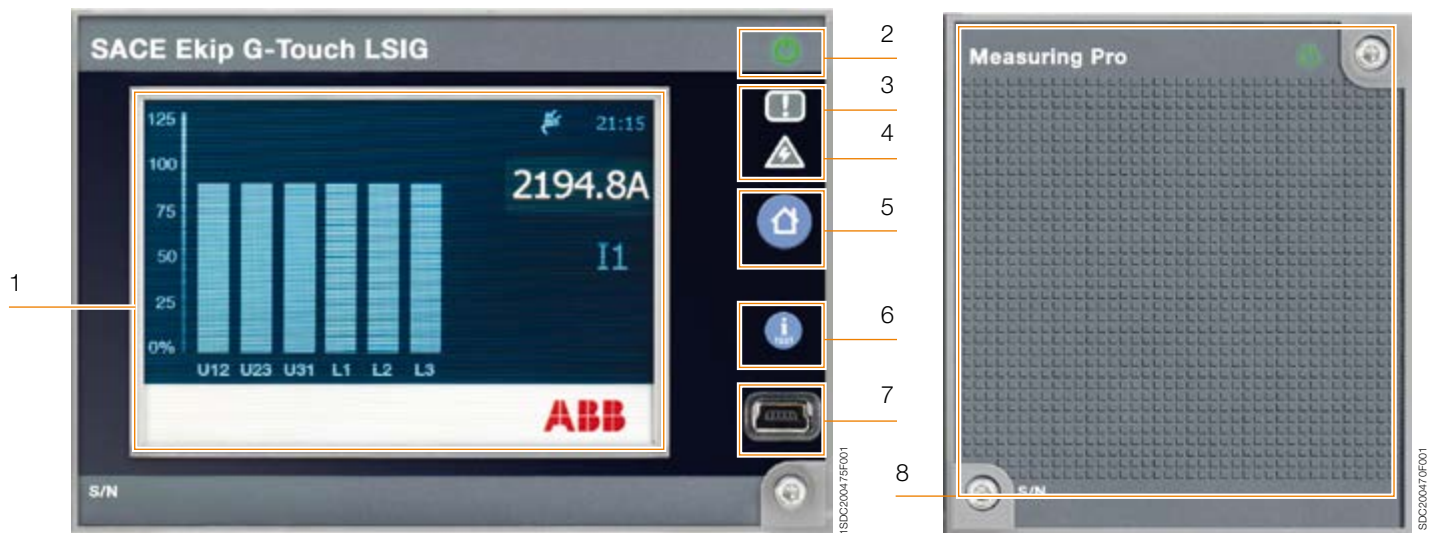 SACE Ekip G-Touch LSIG
125
100
75
50
25
0%
U12 U23 U31 L1 L2 L3
21:15
2194.8A
I1
ABB
S/N
1
2
3
4
5
6
i
TEST
7
1SDC200475F001
Measuring Pro
8
S/N
SDC200470F001